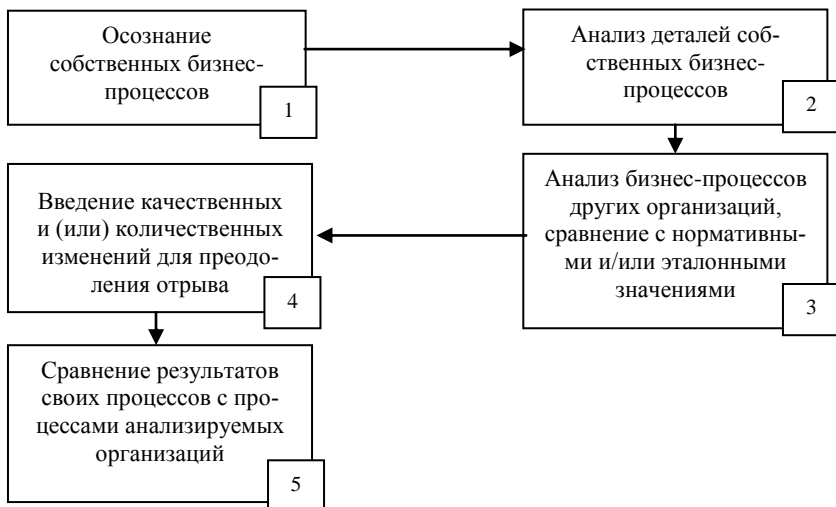 Осознание
собственных бизнес-
процессов
1
Анализ деталей соб-
ственных бизнес-
процессов
2
Анализ бизнес-процессов
других организаций,
сравнение с нормативны-
ми и/или эталонными
значениями
3
Введение качественных
и (или) количественных
изменений для преодо-
ления отрыва
4
Сравнение результатов
своих процессов с про-
цессами анализируемых
организаций
5